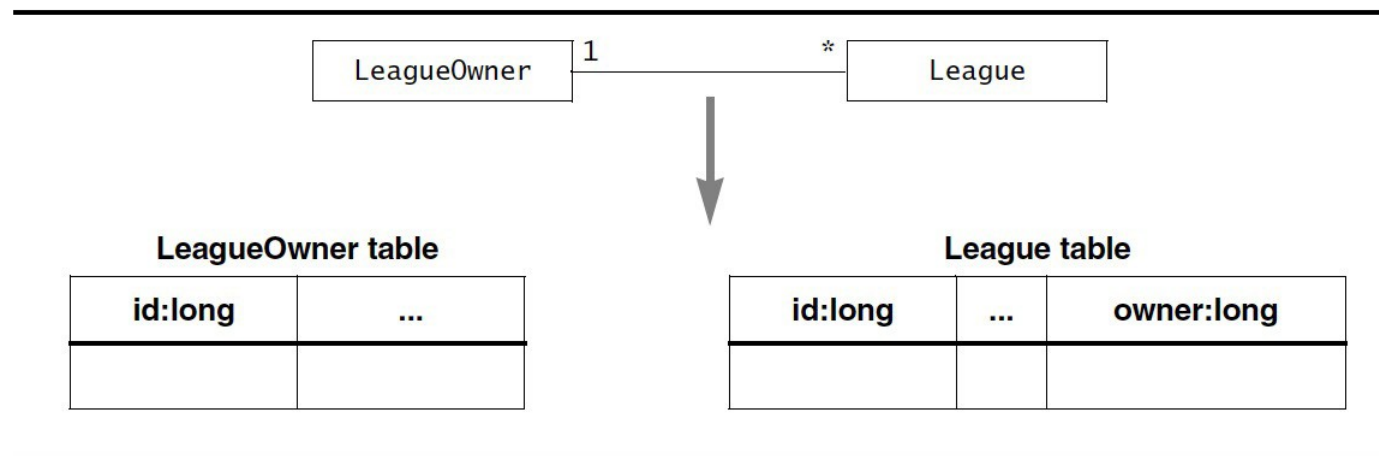 LeagueOwner 1 * League
LeagueOwner table
id:long ...
League table
id:long ... owner:long